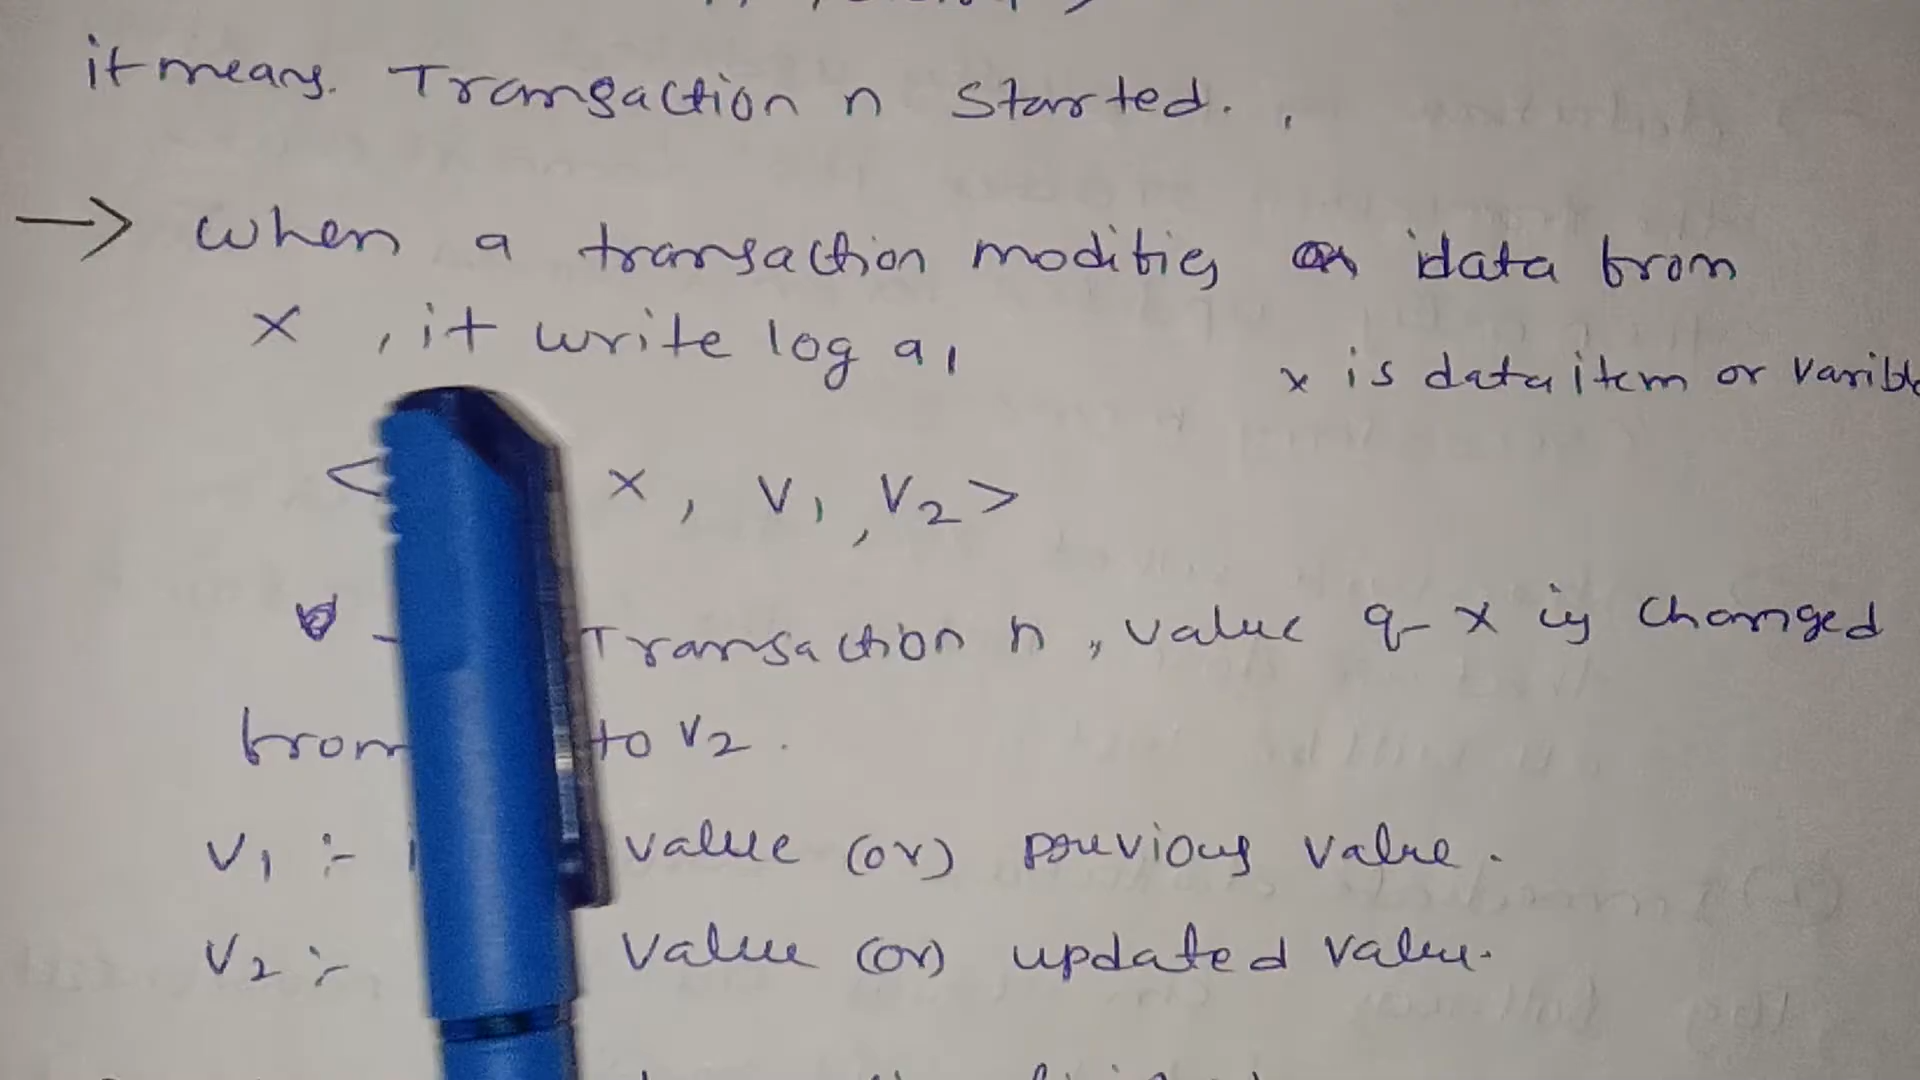 it means. Transaction n started.
→ when a transaction modifies data from
x , it write log as,
x is data item or varible
< x, V1, V2 >
Transaction n, value of x is changed
from to V2.
V1 :- value (or) previous value.
V2 :- value (or) updated value.